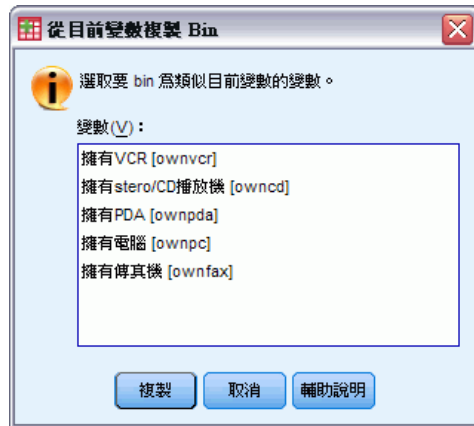 從目前變數複製 Bin
選取要 bin 為類似目前變數的變數。
變數(V)：
擁有VCR [ownvcr]
擁有stero/CD播放機 [owncd]
擁有PDA [ownpda]
擁有電腦 [ownpc]
擁有傳真機 [ownfax]
複製 取消 輔助說明